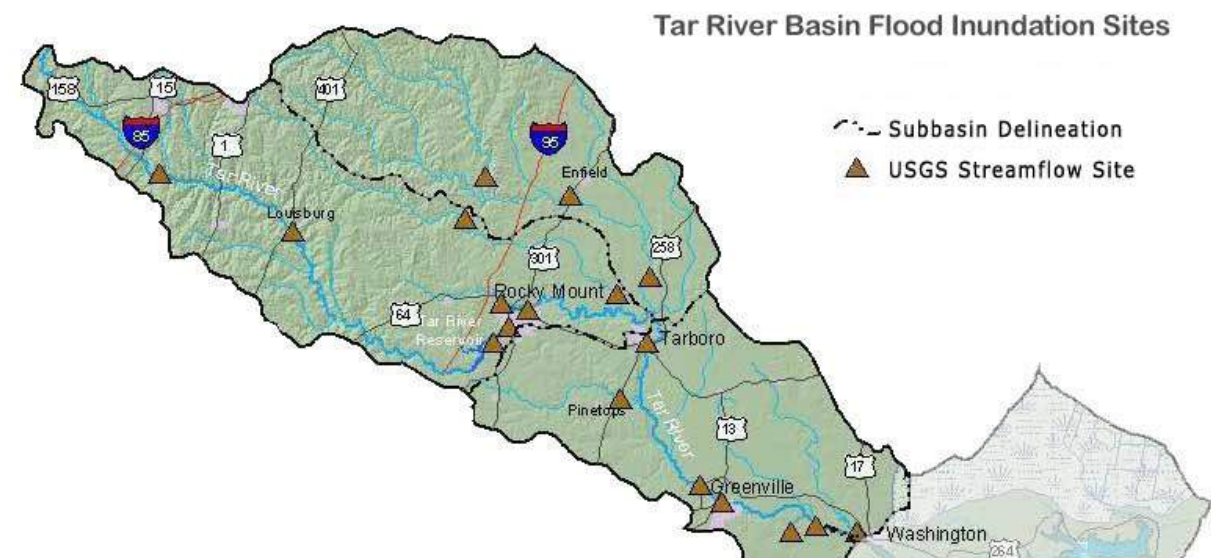 Tar River Basin Flood Inundation Sites
Subbasin Delineation
USGS Streamflow Site
158
15
401
85
1
95
Enfield
Tar River
Lousburg
258
301
Rocky Mount
64
Tar River
Reservoir
Tarboro
Pinetops
Tar River
13
17
Greenville
Washington
264